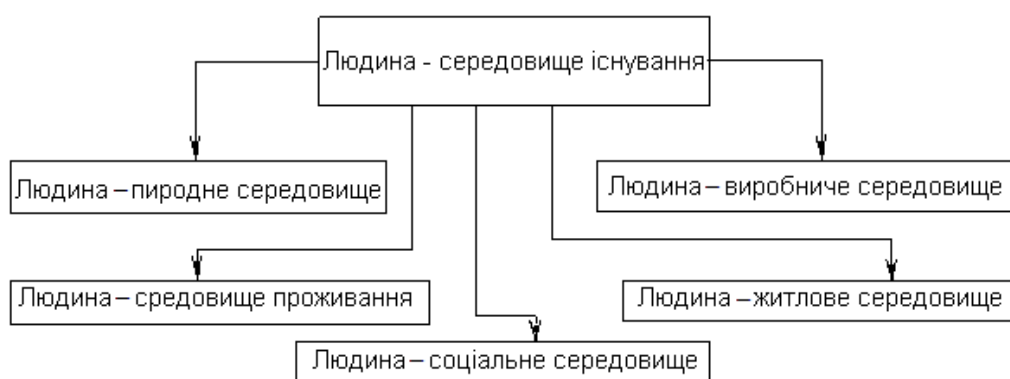 Людина - середовище існування
Людина – пиродне середовище
Людина – виробниче середовище
Людина – средовище проживання
Людина – житлове середовище
Людина – соціальне середовище